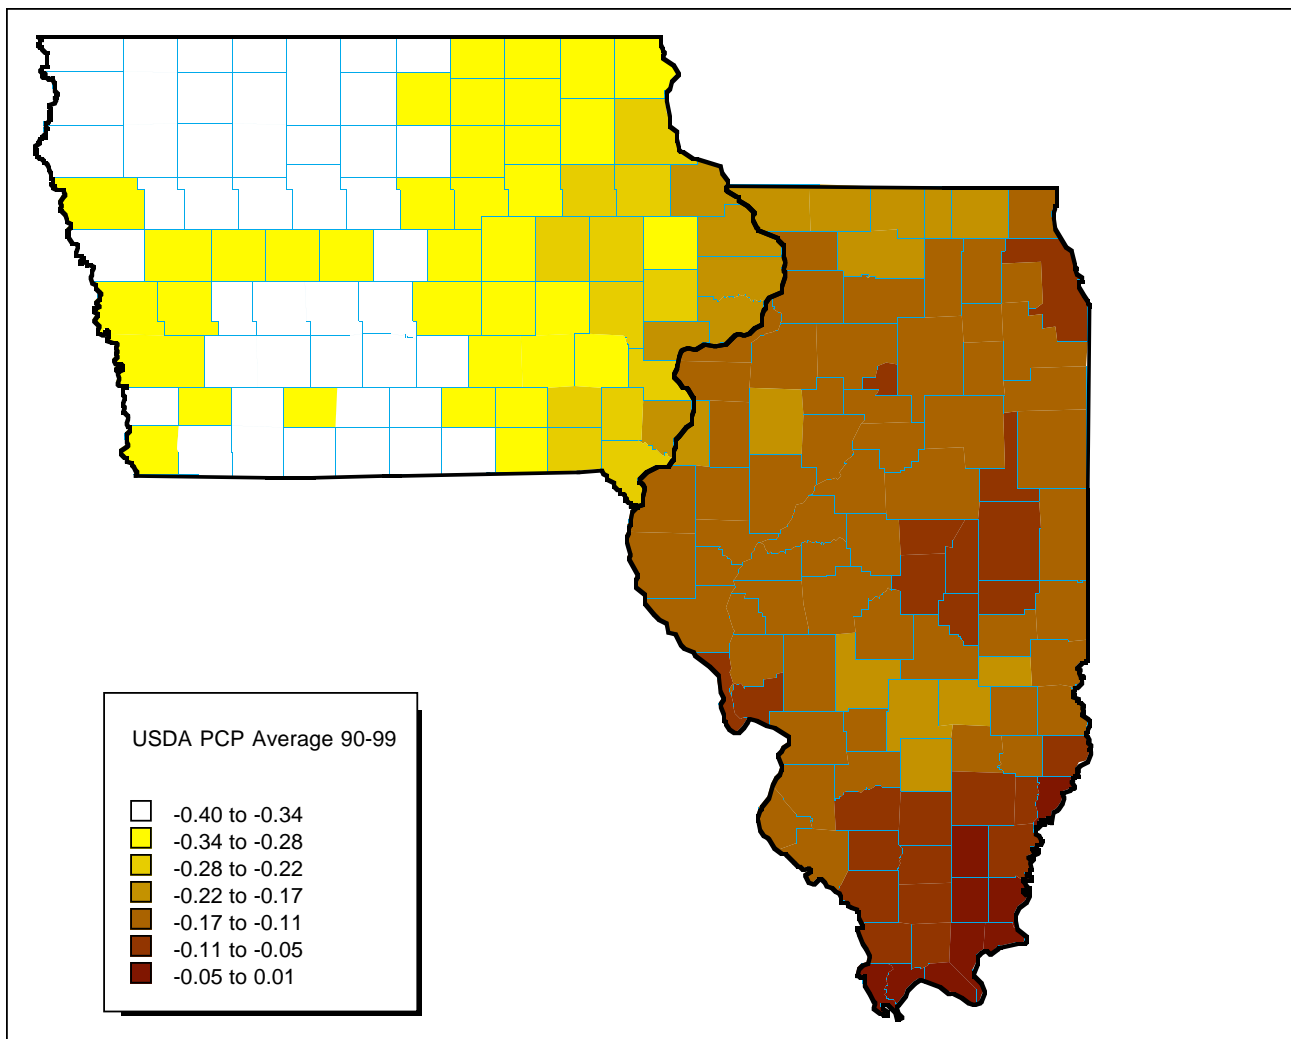 USDA PCP Average 90-99
-0.40 to -0.34
-0.34 to -0.28
-0.28 to -0.22
-0.22 to -0.17
-0.17 to -0.11
-0.11 to -0.05
-0.05 to 0.01